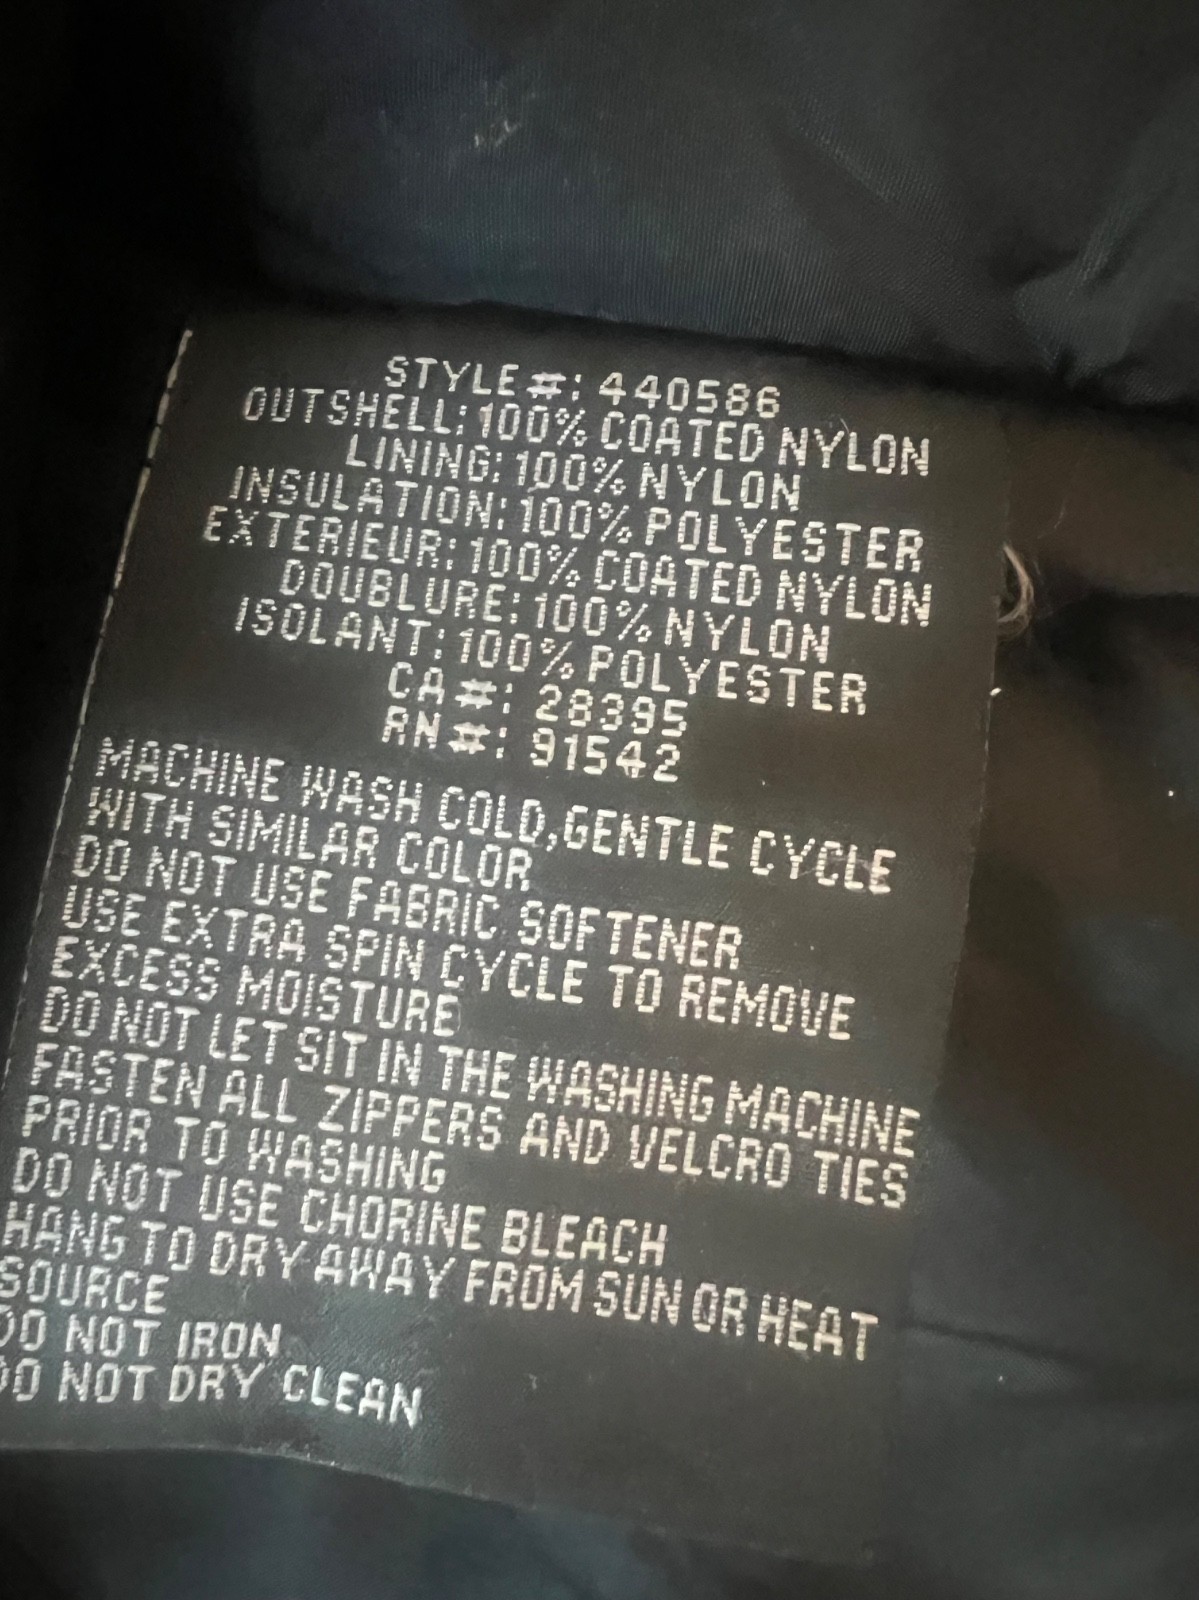 STYLE#: 440586
OUTSHELL: 100% COATED NYLON
LINING: 100% NYLON
INSULATION: 100% POLYESTER
EXTERIEUR: 100% COATED NYLON
DOUBLURE: 100% NYLON
ISOLANT: 100% POLYESTER
CA#: 28395
RN#: 91542
MACHINE WASH COLD, GENTLE CYCLE
WITH SIMILAR COLOR
DO NOT USE FABRIC SOFTENER
USE EXTRA SPIN CYCLE TO REMOVE
EXCESS MOISTURE
DO NOT LET SIT IN THE WASHING MACHINE
FASTEN ALL ZIPPERS AND VELCRO TIES
PRIOR TO WASHING
DO NOT USE CHORINE BLEACH
HANG TO DRY AWAY FROM SUN OR HEAT
SOURCE
DO NOT IRON
DO NOT DRY CLEAN